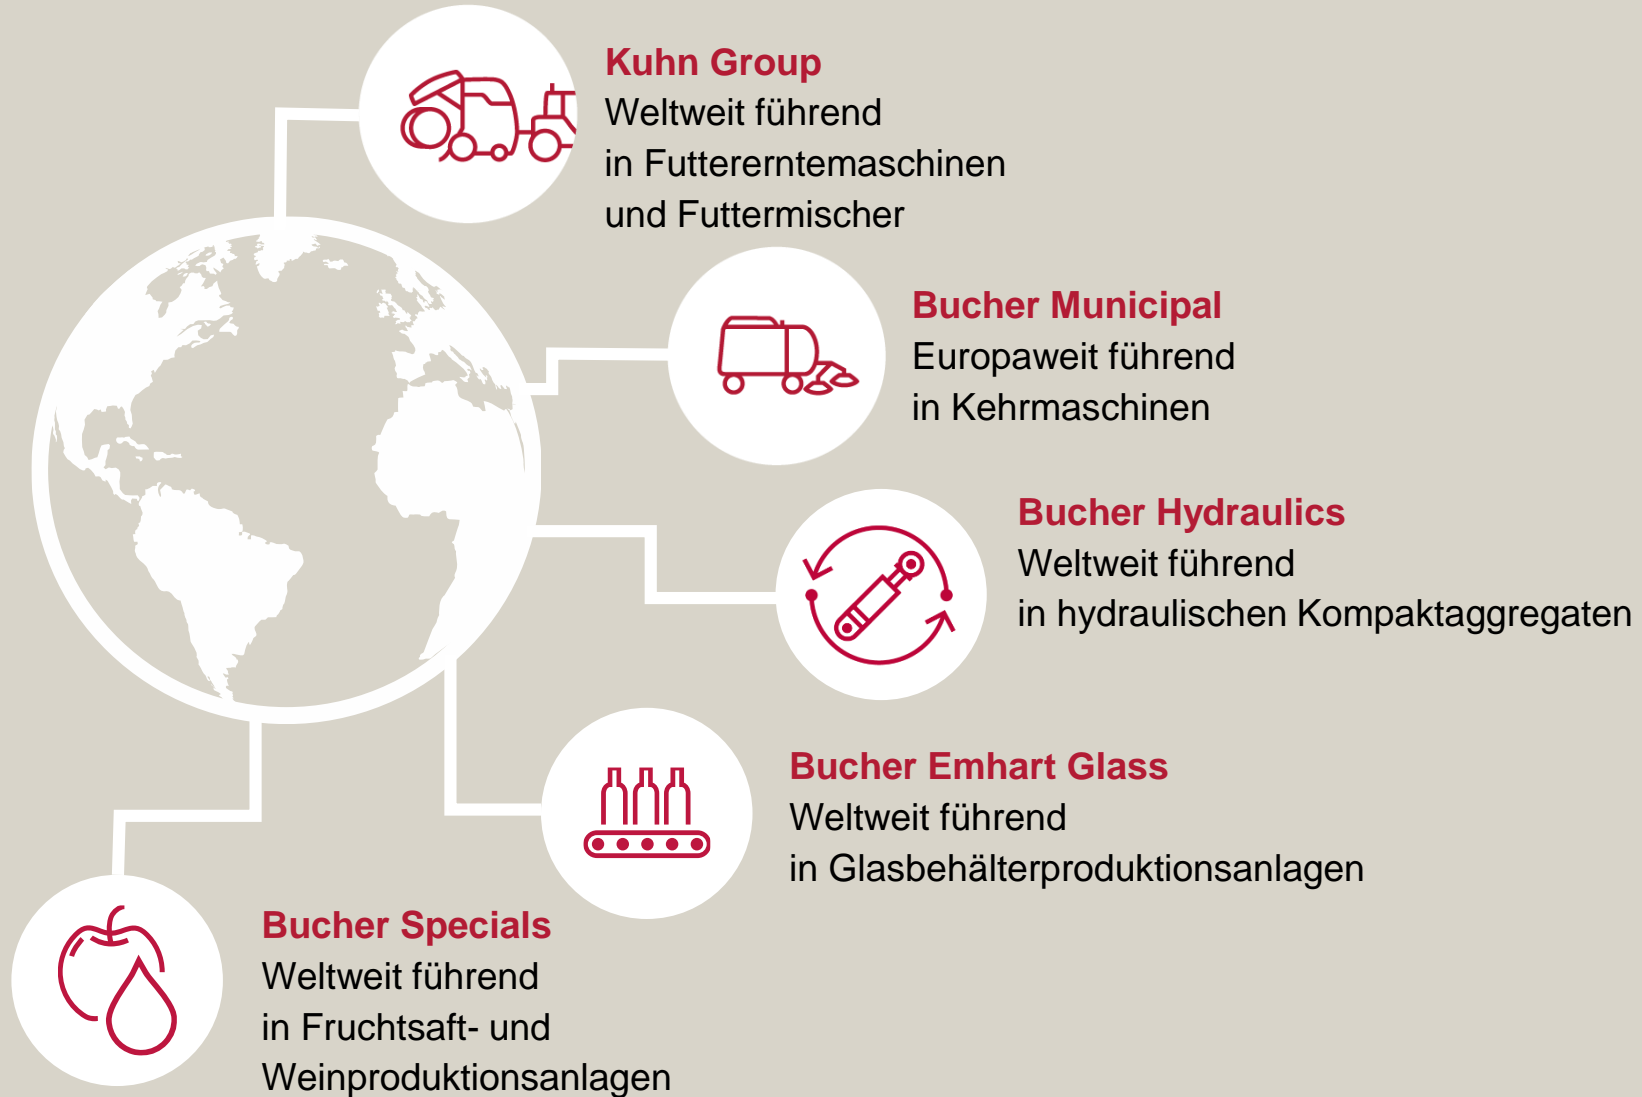 Kuhn Group
Weltweit führend
in Futtererntemaschinen
und Futtermischer
Bucher Municipal
Europaweit führend
in Kehrmaschinen
Bucher Hydraulics
Weltweit führend
in hydraulischen Kompaktaggregaten
Bucher Emhart Glass
Weltweit führend
in Glasbehälterproduktionsanlagen
Bucher Specials
Weltweit führend
in Fruchtsaft- und
Weinproduktionsanlagen